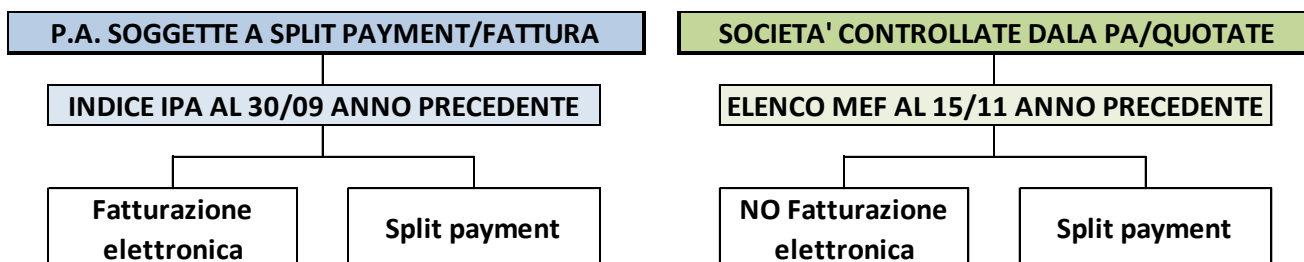 P.A. SOGGETTE A SPLIT PAYMENT/FATTURA
INDICE IPA AL 30/09 ANNO PRECEDENTE
Fatturazione
elettronica
Split payment
SOCIETA' CONTROLLATE DALA PA/QUOTATE
ELENCO MEF AL 15/11 ANNO PRECEDENTE
NO Fatturazione
elettronica
Split payment